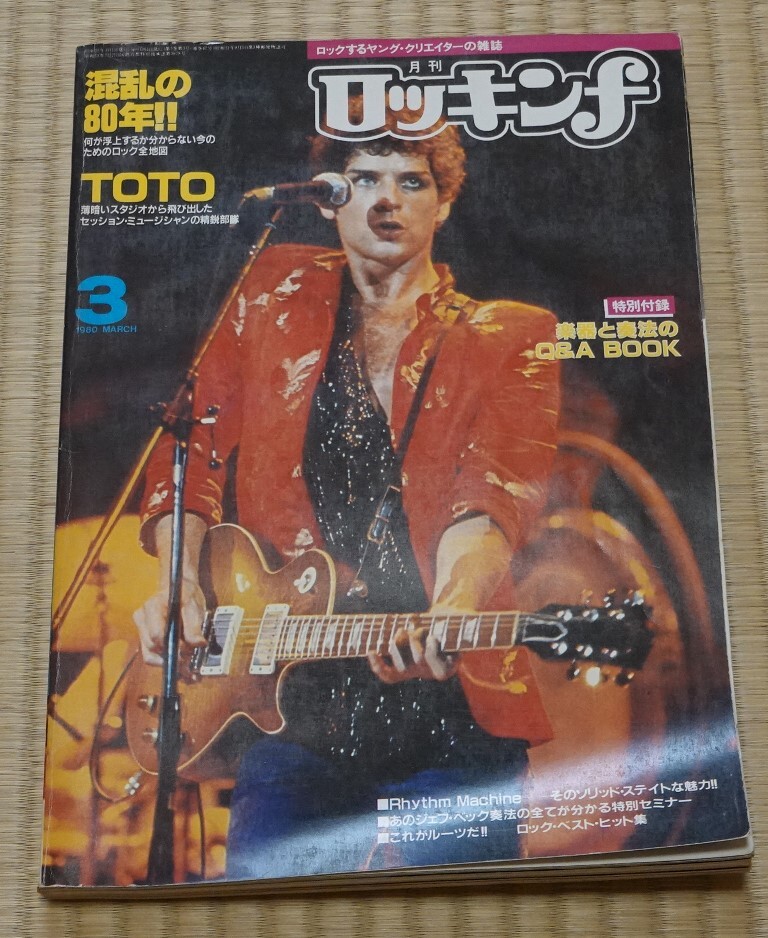 ロックするヤング・クリエイターの雑誌
月刊
ロッキンf
混乱の
80年!!
何が浮上するか分からない今の
ためのロック全地図
TOTO
薄暗いスタジオから飛び出した
セッション・ミュージシャンの精鋭部隊
3
1980 MARCH
特別付録
楽器と奏法の
Q&A BOOK
■Rhythm Machine そのソリッド・ステイトな魅力!!
■あのジェフ・ベック奏法の全てが分かる特別セミナー
■これがルーツだ!! ロック・ベスト・ヒット集